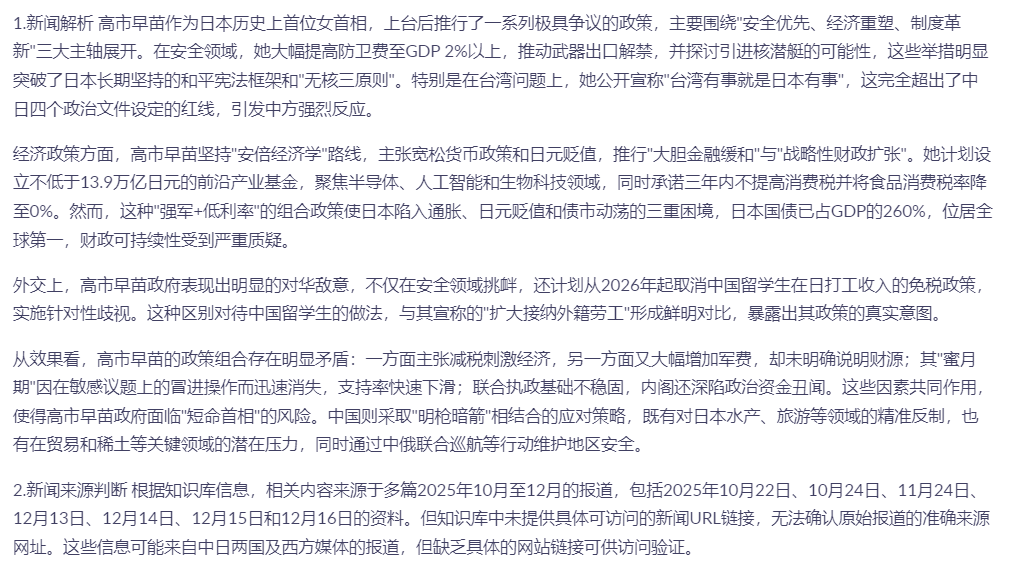 1.新闻解析 高市早苗作为日本历史上首位女首相，上台后推行了一系列极具争议的政策，主要围绕"安全优先、经济重塑、制度革
新"三大主轴展开。在安全领域，她大幅提高防卫费至GDP 2%以上，推动武器出口解禁，并探讨引进核潜艇的可能性，这些举措明显
突破了日本长期坚持的和平宪法框架和"无核三原则"。特别是在台湾问题上，她公开宣称"台湾有事就是日本有事"，这完全超出了中
日四个政治文件设定的红线，引发中方强烈反应。
经济政策方面，高市早苗坚持"安倍经济学"路线，主张宽松货币政策和日元贬值，推行"大胆金融缓和"与"战略性财政扩张"。她计划设
立不低于13.9万亿日元的前沿产业基金，聚焦半导体、人工智能和生物科技领域，同时承诺三年内不提高消费税并将食品消费税率降
至0%。然而，这种"强军+低利率"的组合政策使日本陷入通胀、日元贬值和债市动荡的三重困境，日本国债已占GDP的260%，位居全
球第一，财政可持续性受到严重质疑。
外交上，高市早苗政府表现出明显的对华敌意，不仅在安全领域挑衅，还计划从2026年起取消中国留学生在日打工收入的免税政策，
实施针对性歧视。这种区别对待中国留学生的做法，与其宣称的"扩大接纳外籍劳工"形成鲜明对比，暴露出其政策的真实意图。
从效果看，高市早苗的政策组合存在明显矛盾：一方面主张减税刺激经济，另一方面又大幅增加军费，却未明确说明财源；其"蜜月
期"因在敏感议题上的冒进操作而迅速消失，支持率快速下滑；联合执政基础不稳固，内阁还深陷政治资金丑闻。这些因素共同作用，
使得高市早苗政府面临"短命首相"的风险。中国则采取"明枪暗箭"相结合的应对策略，既有对日本水产、旅游等领域的精准反制，也
有在贸易和稀土等关键领域的潜在压力，同时通过中俄联合巡航等行动维护地区安全。
2.新闻来源判断 根据知识库信息，相关内容来源于多篇2025年10月至12月的报道，包括2025年10月22日、10月24日、11月24日、
12月13日、12月14日、12月15日和12月16日的资料。但知识库中未提供具体可访问的新闻URL链接，无法确认原始报道的准确来源
网址。这些信息可能来自中日两国及西方媒体的报道，但缺乏具体的网站链接可供访问验证。